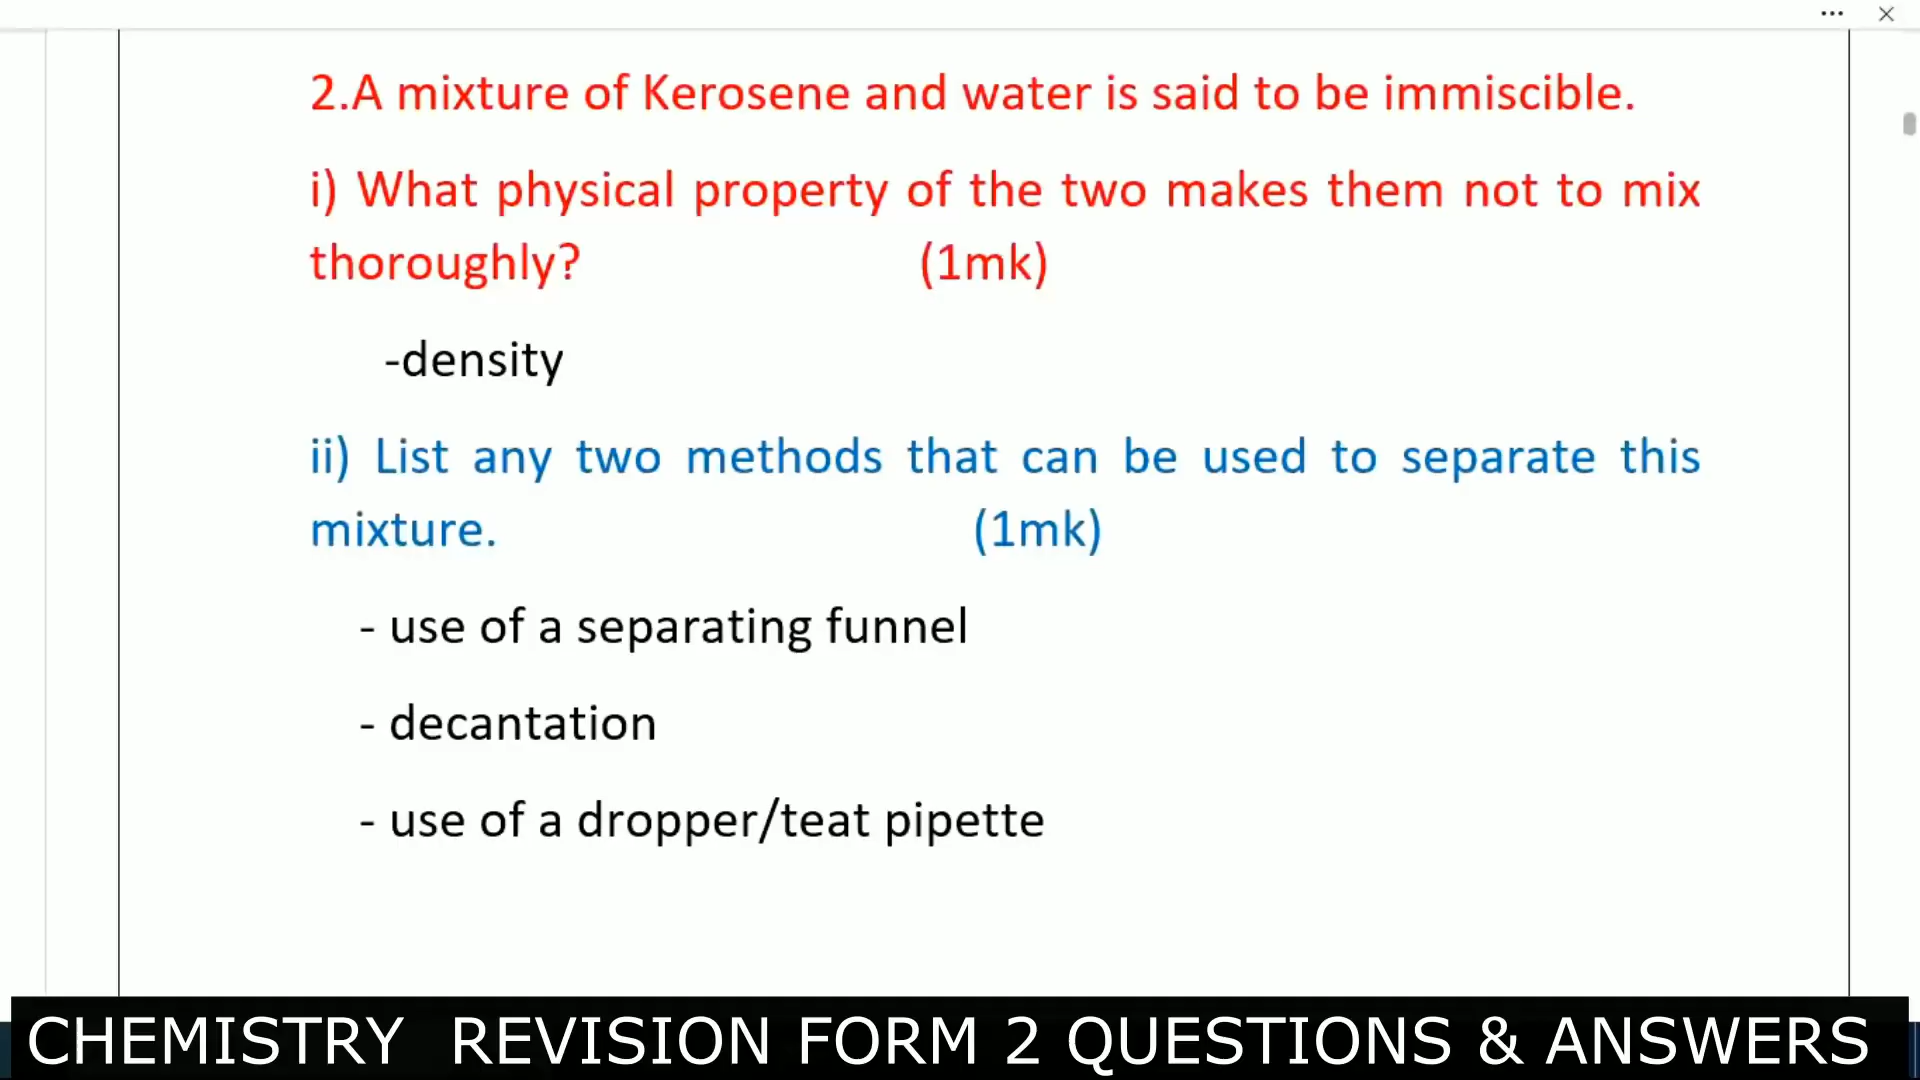 2.A mixture of Kerosene and water is said to be immiscible.
i) What physical property of the two makes them not to mix
thoroughly? (1mk)
-density
ii) List any two methods that can be used to separate this
mixture. (1mk)
- use of a separating funnel
- decantation
- use of a dropper/teat pipette
CHEMISTRY REVISION FORM 2 QUESTIONS & ANSWERS